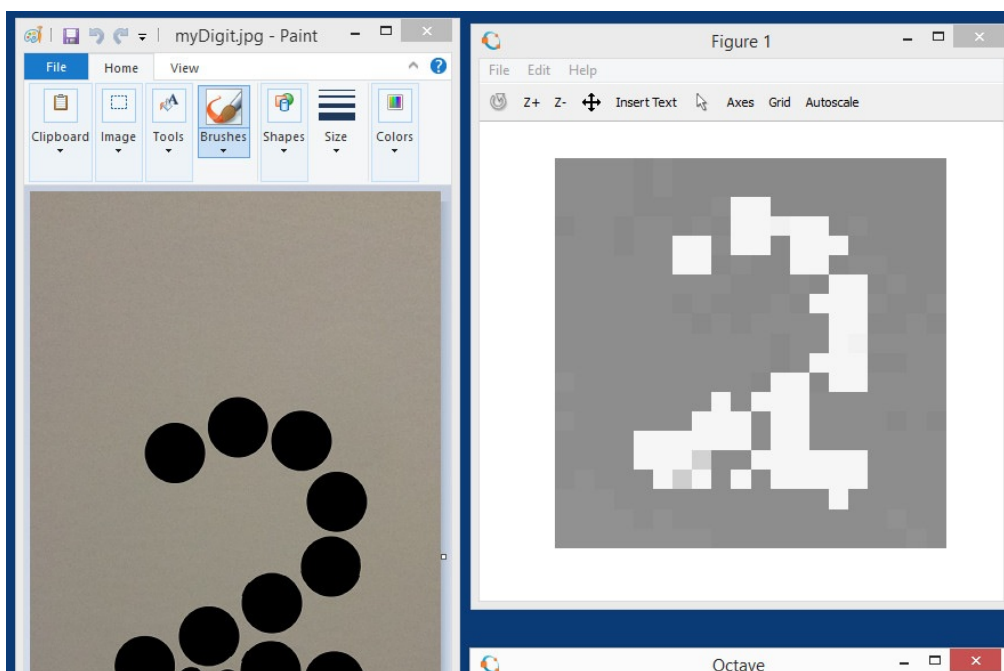 myDigit.jpg - Paint
File Home View
Clipboard Image Tools Brushes Shapes Size Colors
Figure 1
File Edit Help
Z+ Z- Insert Text Axes Grid Autoscale
Octave